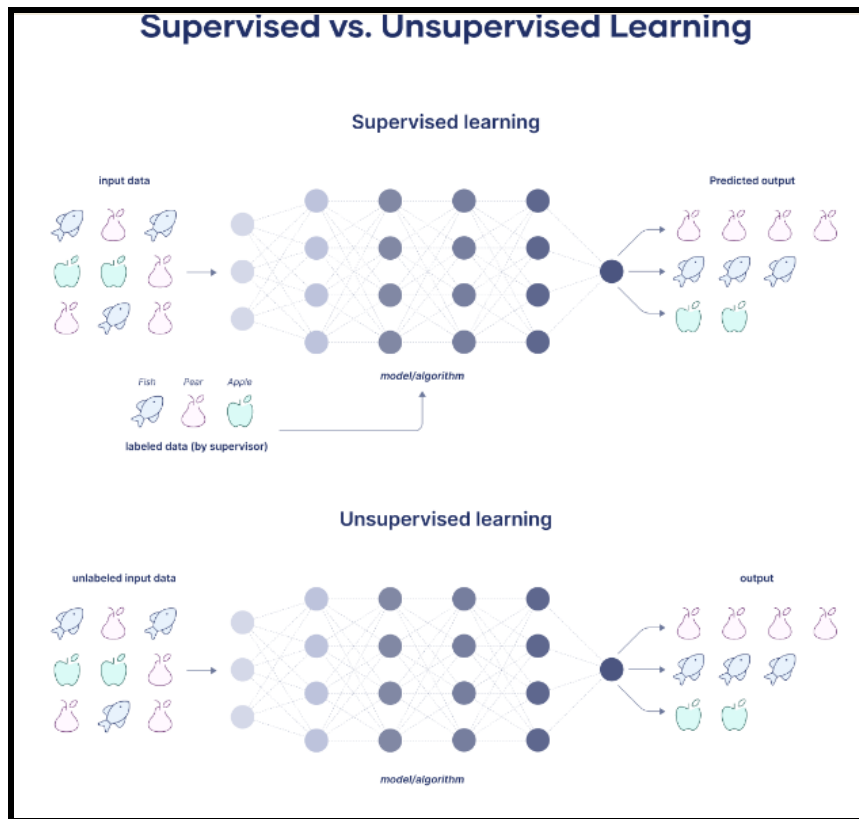 Supervised vs. Unsupervised Learning
Supervised learning
input data
Predicted output
model/algorithm
Fish Pear Apple
labeled data (by supervisor)
Unsupervised learning
unlabeled input data
output
model/algorithm